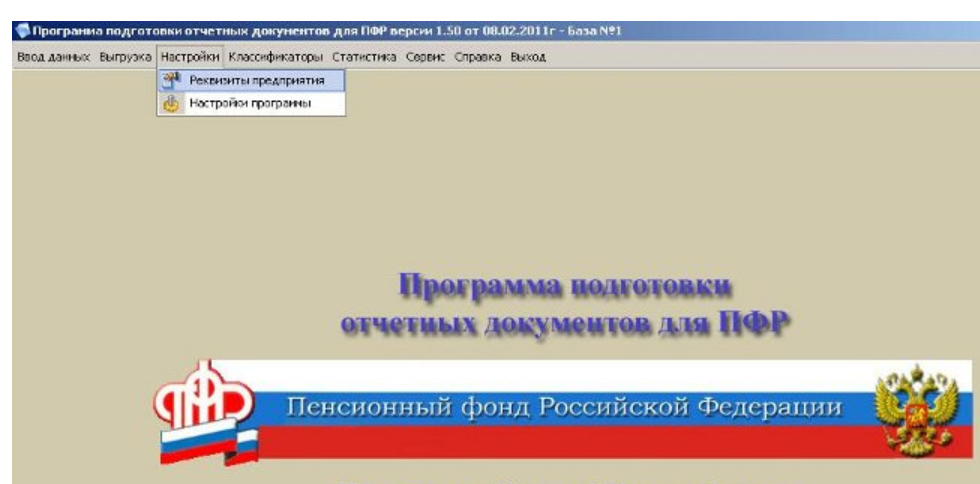 Программа подготовки отчетных документов для ПФР версии 1.50 от 08.02.2011г - База №1
Ввод данных Выгрузка Настройки Классификаторы Статистика Сервис Справка Выход
Реквизиты предприятия
Настройки программы
Программа подготовки
отчетных документов для ПФР
Пенсионный фонд Российской Федерации